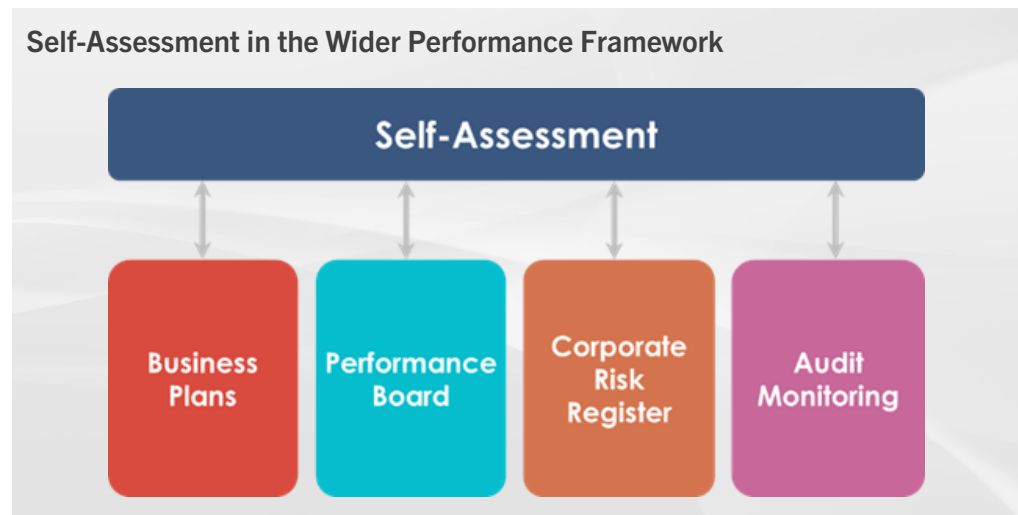 Self-Assessment in the Wider Performance Framework
Self-Assessment
Business
Plans
Performance
Board
Corporate
Risk
Register
Audit
Monitoring